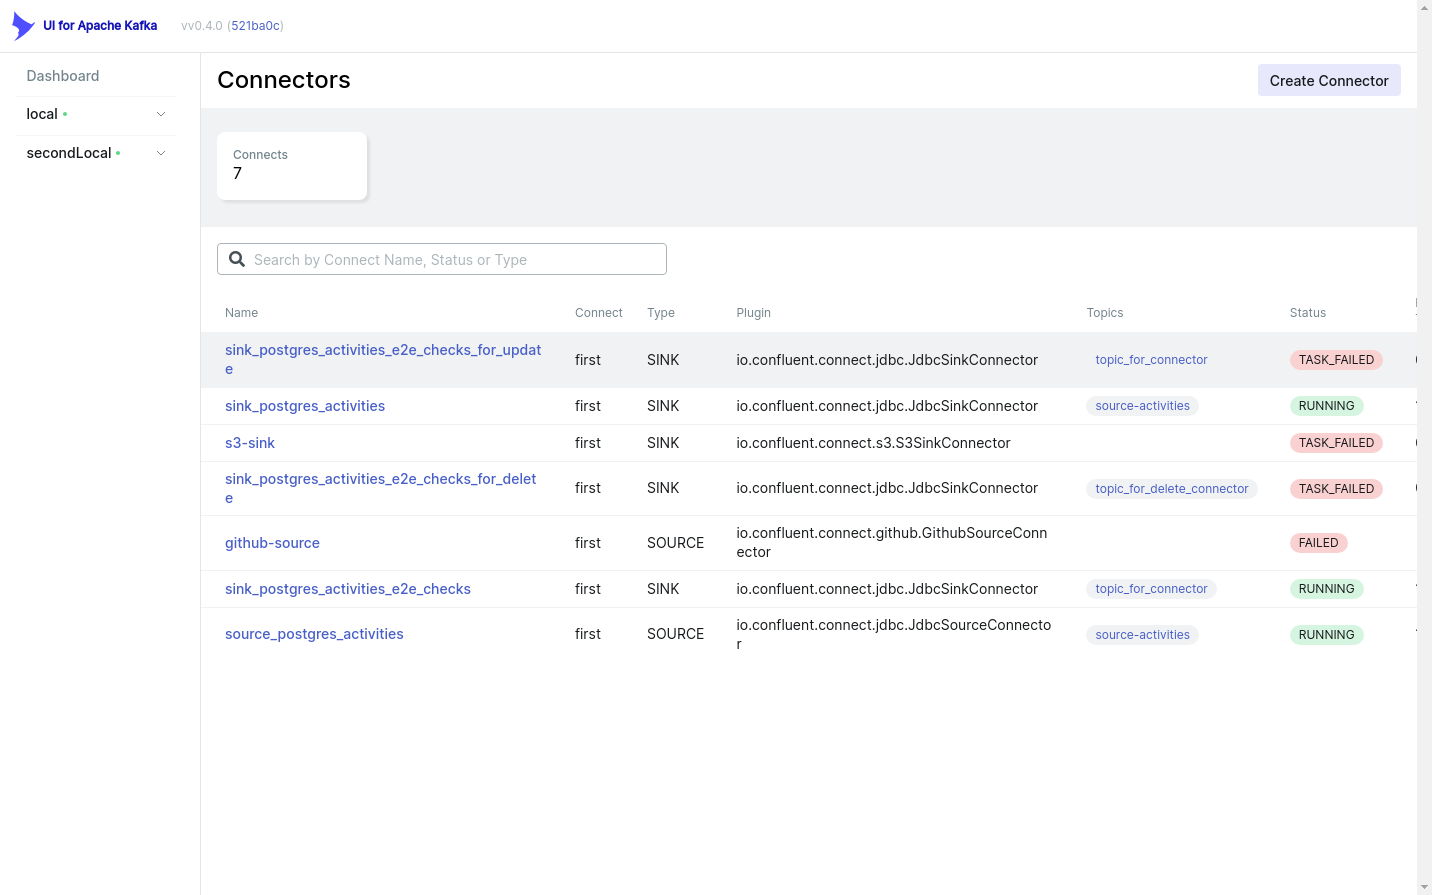 UI for Apache Kafka vv0.4.0 (521ba0c)
Dashboard
local
secondLocal
Connectors
Create Connector
Connects
7
Search by Connect Name, Status or Type
Name Connect Type Plugin Topics Status
sink_postgres_activities_e2e_checks_for_updat
e
first SINK io.confluent.connect.jdbc.JdbcSinkConnector topic_for_connector TASK_FAILED
sink_postgres_activities first SINK io.confluent.connect.jdbc.JdbcSinkConnector source-activities RUNNING
s3-sink first SINK io.confluent.connect.s3.S3SinkConnector TASK_FAILED
sink_postgres_activities_e2e_checks_for_delet
e
first SINK io.confluent.connect.jdbc.JdbcSinkConnector topic_for_delete_connector TASK_FAILED
github-source first SOURCE
io.confluent.connect.github.GithubSourceConn
ector
FAILED
sink_postgres_activities_e2e_checks first SINK io.confluent.connect.jdbc.JdbcSinkConnector topic_for_connector RUNNING
source_postgres_activities first SOURCE
io.confluent.connect.jdbc.JdbcSourceConnecto
r
source-activities RUNNING